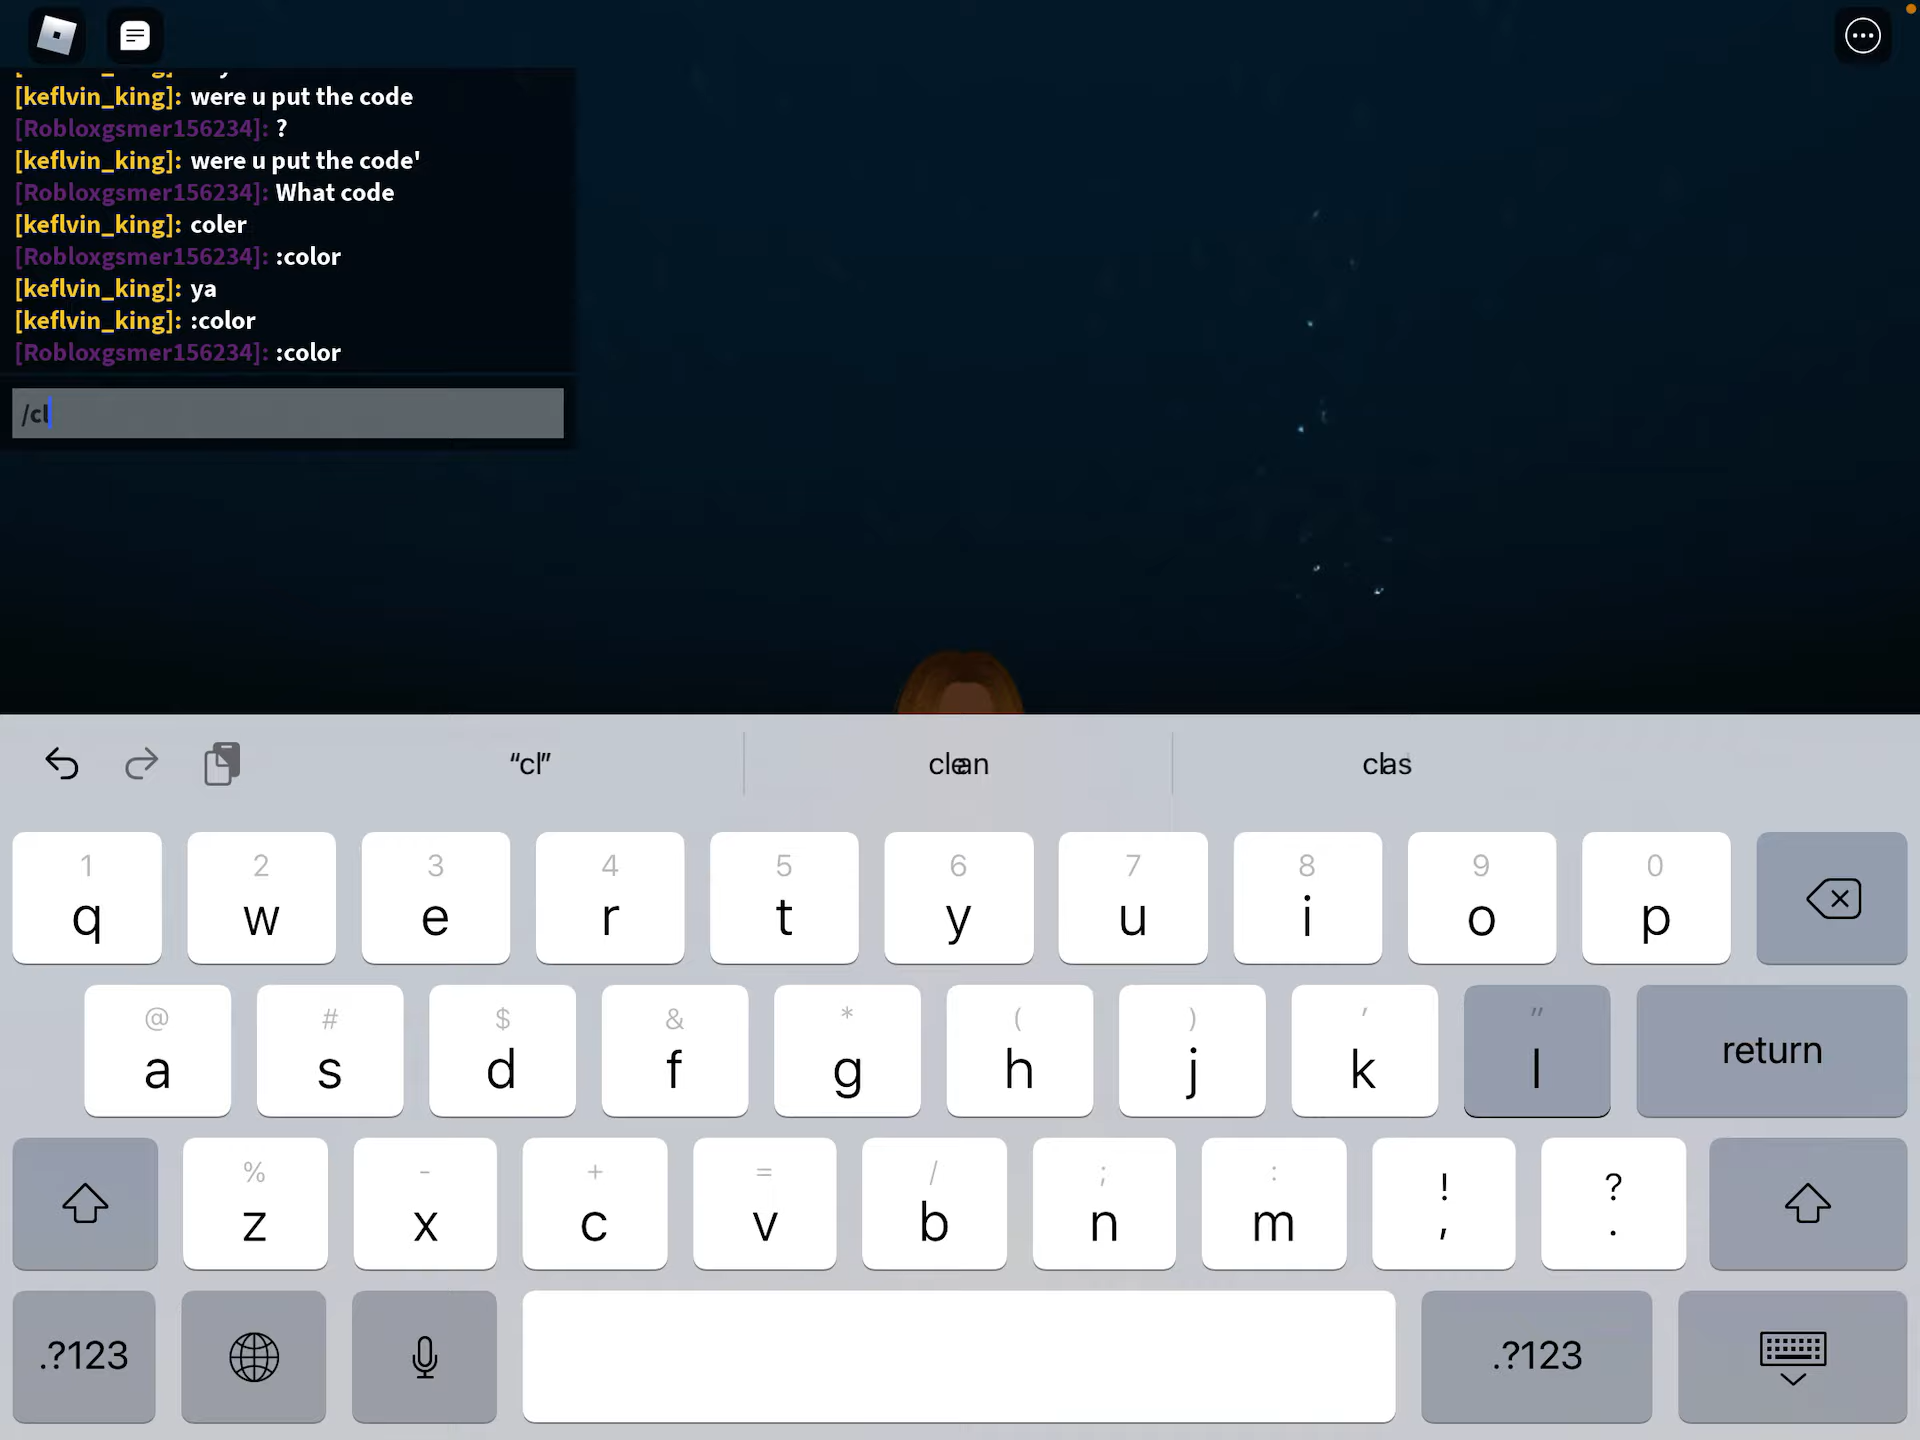 [keflvin_king]: were u put the code
[Robloxgsmer156234]: ?
[keflvin_king]: were u put the code'
[Robloxgsmer156234]: What code
[keflvin_king]: coler
[Robloxgsmer156234]: :color
[keflvin_king]: ya
[keflvin_king]: :color
[Robloxgsmer156234]: :color
/cl
“cl” clean clas
1 2 3 4 5 6 7 8 9 0
q w e r t y u i o p
@ # $ & * ( ) ' "
a s d f g h j k l return
% - + = / ; : ! ?
z x c v b n m , .
.?123 .?123